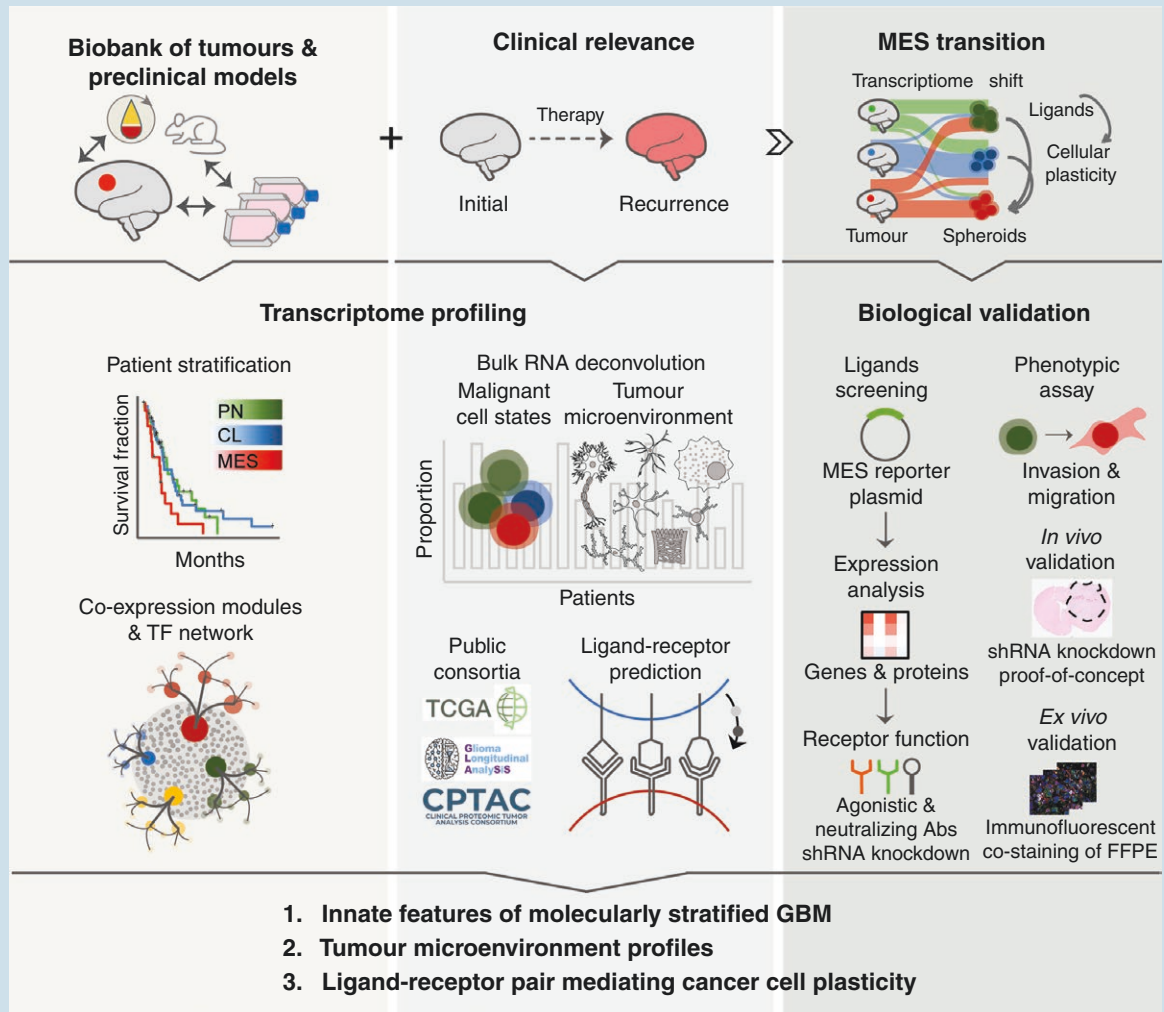 Biobank of tumours &
preclinical models
+
Clinical relevance
Therapy
Initial
Recurrence
MES transition
Transcriptome shift
Ligands
Cellular
plasticity
Tumour
Spheroids
Transcriptome profiling
Patient stratification
Survival fraction
PN
CL
MES
Months
Co-expression modules
& TF network
Bulk RNA deconvolution
Malignant
cell states
Tumour
microenvironment
Proportion
Patients
Public
consortia
TCGA
Glioma
Longitudinal
AnalySiS
CPTAC
CLINICAL PROTEOMIC TUMOR
ANALYSIS CONSORTIUM
Ligand-receptor
prediction
Biological validation
Ligands
screening
MES reporter
plasmid
Expression
analysis
Genes & proteins
Receptor function
Agonistic &
neutralizing Abs
shRNA knockdown
Phenotypic
assay
Invasion &
migration
In vivo
validation
shRNA knockdown
proof-of-concept
Ex vivo
validation
Immunofluorescent
co-staining of FFPE
1. Innate features of molecularly stratified GBM
2. Tumour microenvironment profiles
3. Ligand-receptor pair mediating cancer cell plasticity